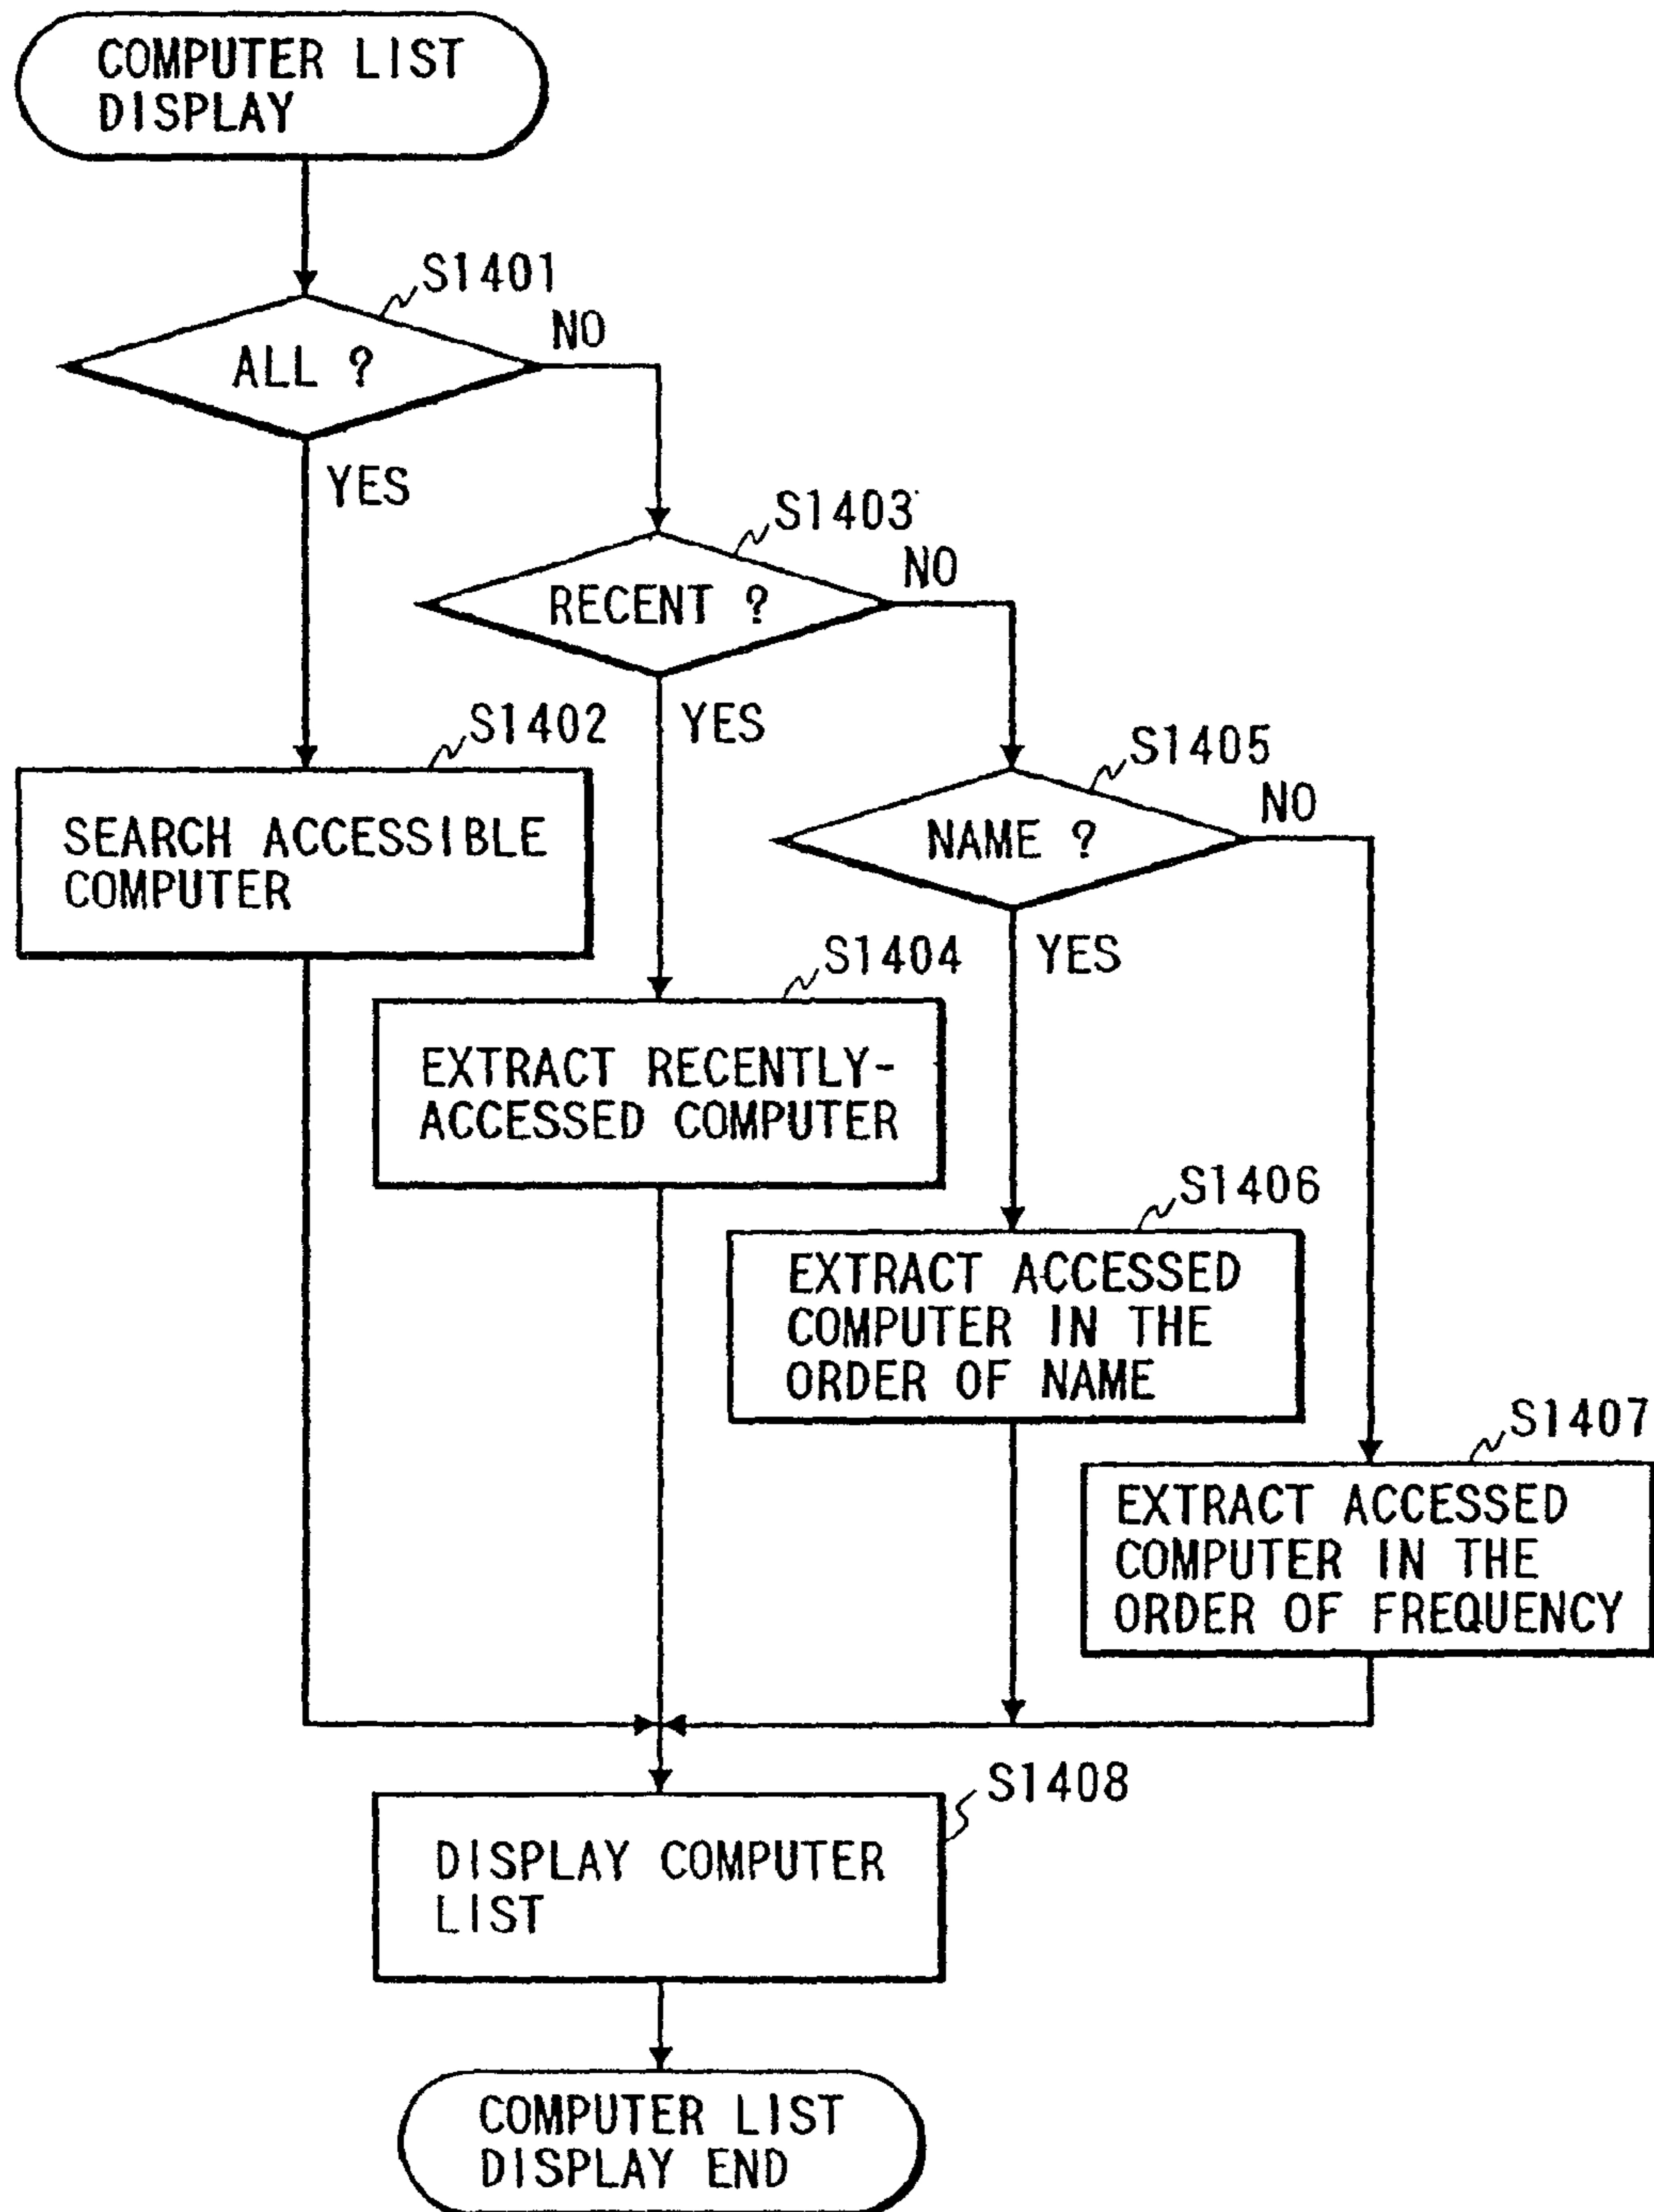 COMPUTER LIST
DISPLAY
S1401
ALL ?
NO
YES
S1403
RECENT ?
NO
YES
S1402
SEARCH ACCESSIBLE
COMPUTER
S1405
NAME ?
NO
YES
S1404
EXTRACT RECENTLY-
ACCESSED COMPUTER
S1406
EXTRACT ACCESSED
COMPUTER IN THE
ORDER OF NAME
S1407
EXTRACT ACCESSED
COMPUTER IN THE
ORDER OF FREQUENCY
S1408
DISPLAY COMPUTER
LIST
COMPUTER LIST
DISPLAY END